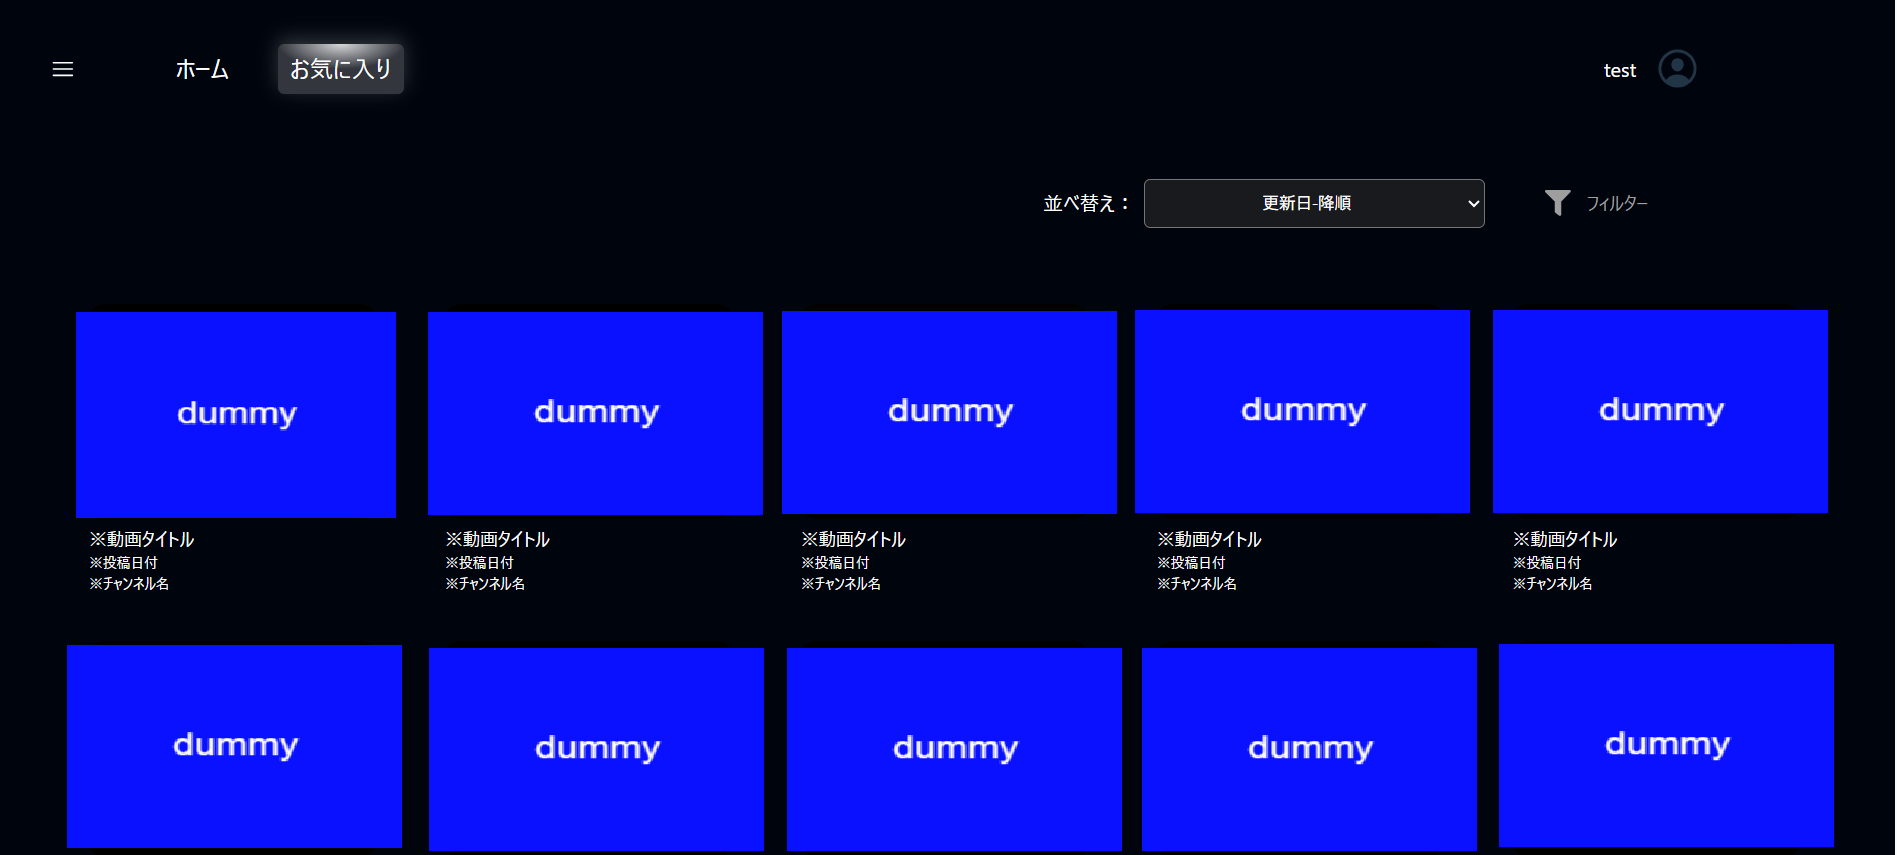 ホーム お気に入り test
並べ替え： 更新日-降順 フィルター
dummy dummy dummy dummy dummy
※動画タイトル ※動画タイトル ※動画タイトル ※動画タイトル ※動画タイトル
※投稿日付 ※投稿日付 ※投稿日付 ※投稿日付 ※投稿日付
※チャンネル名 ※チャンネル名 ※チャンネル名 ※チャンネル名 ※チャンネル名
dummy dummy dummy dummy dummy